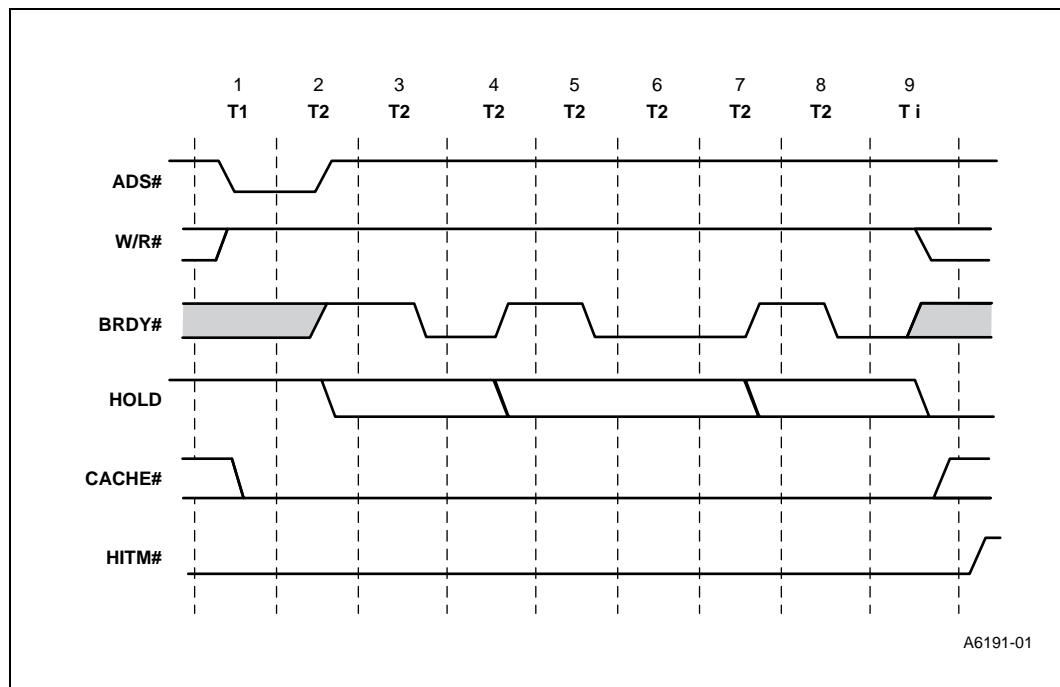 1 2 3 4 5 6 7 8 9
T1 T2 T2 T2 T2 T2 T2 T2 T i
ADS#
W/R#
BRDY#
HOLD
CACHE#
HITM#
A6191-01